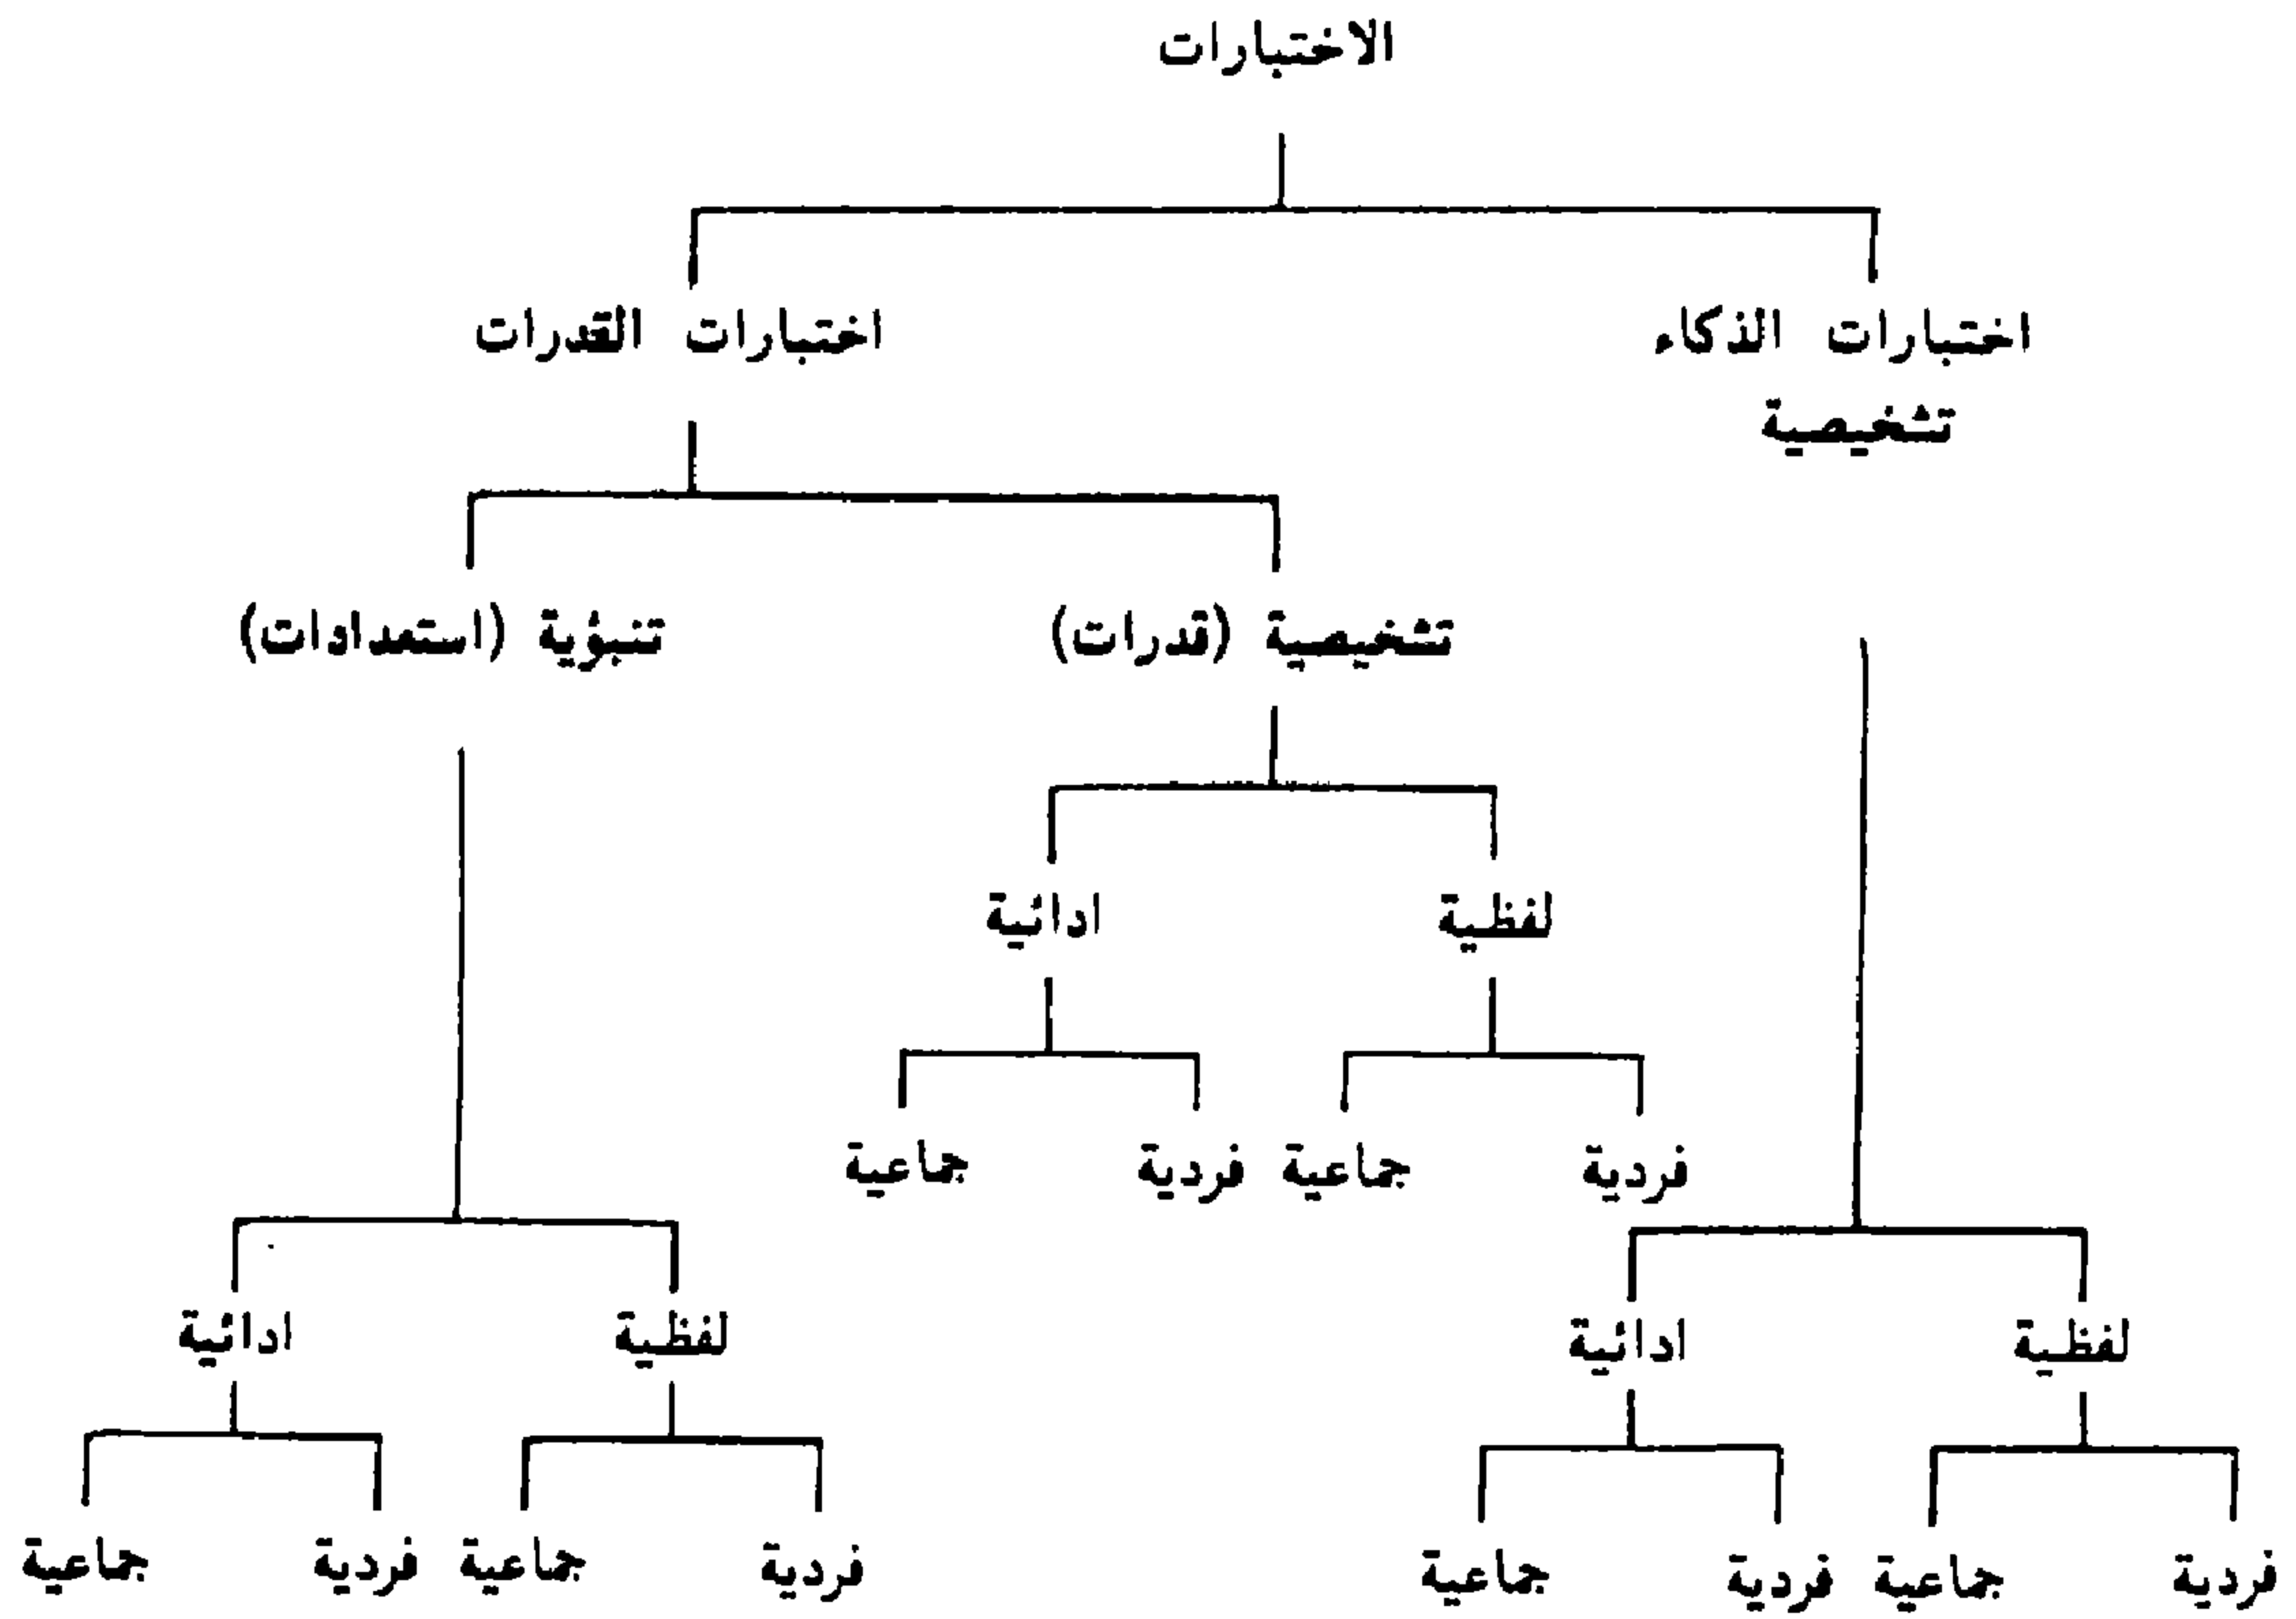 الاختبارات
اختبارات الذكاء اختبارات القدرات
تشخيصية
تشخيصية (قدرات) تنبؤية (استعدادات)
لفظية ادائية
فردية جماعية فردية جماعية
لفظية ادائية لفظية ادائية
فردية جماعية فردية جماعية فردية جماعية فردية جماعية